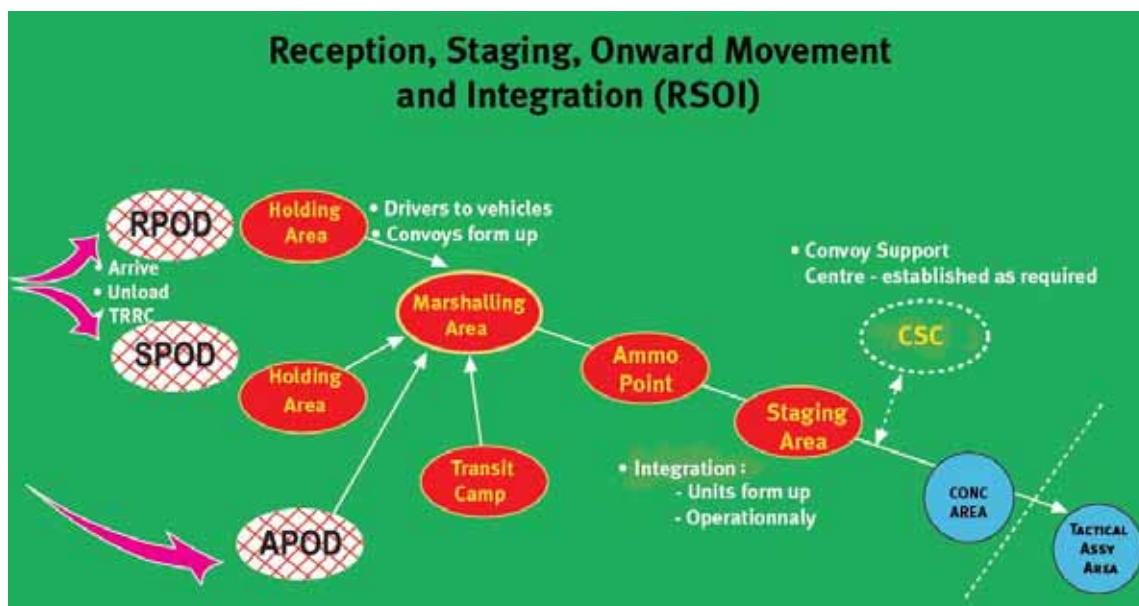 Reception, Staging, Onward Movement
and Integration (RSOI)
RPOD
Holding
Area
• Drivers to vehicles
• Convoys form up
• Arrive
• Unload
• TRRC
SPOD
Holding
Area
Marshalling
Area
• Convoy Support
Centre - established as required
CSC
Ammo
Point
Staging
Area
Transit
Camp
• Integration :
- Units form up
- Operationnaly
APOD
CONC
AREA
TACTICAL
ASSY
AREA